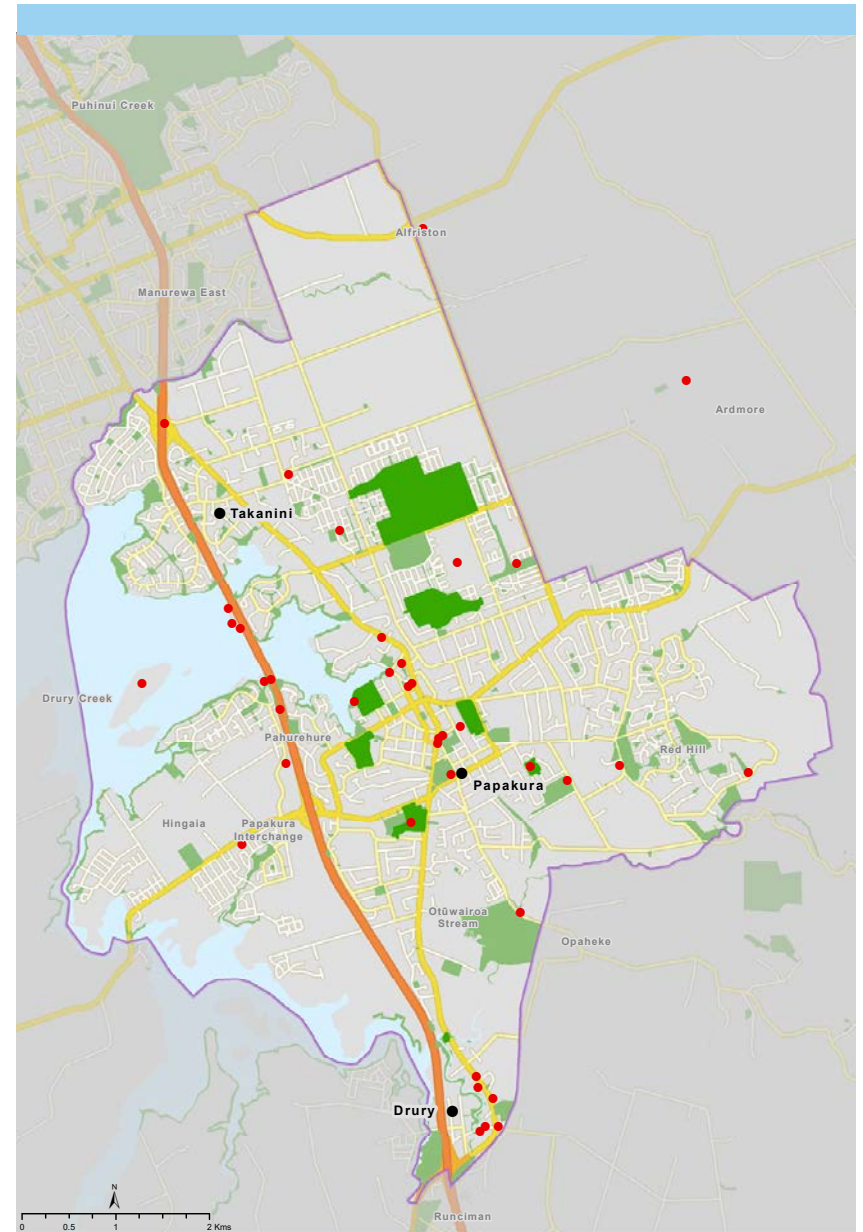 Puhinui Creek
Alfriston
Manurewa East
Ardmore
Takanini
Drury Creek
Pahurehure
Red Hill
Papakura
Hingaia
Papakura
Interchange
Otūwairoa
Stream
Opaheke
Drury
N
0 0.5 1 2 Kms
Runciman